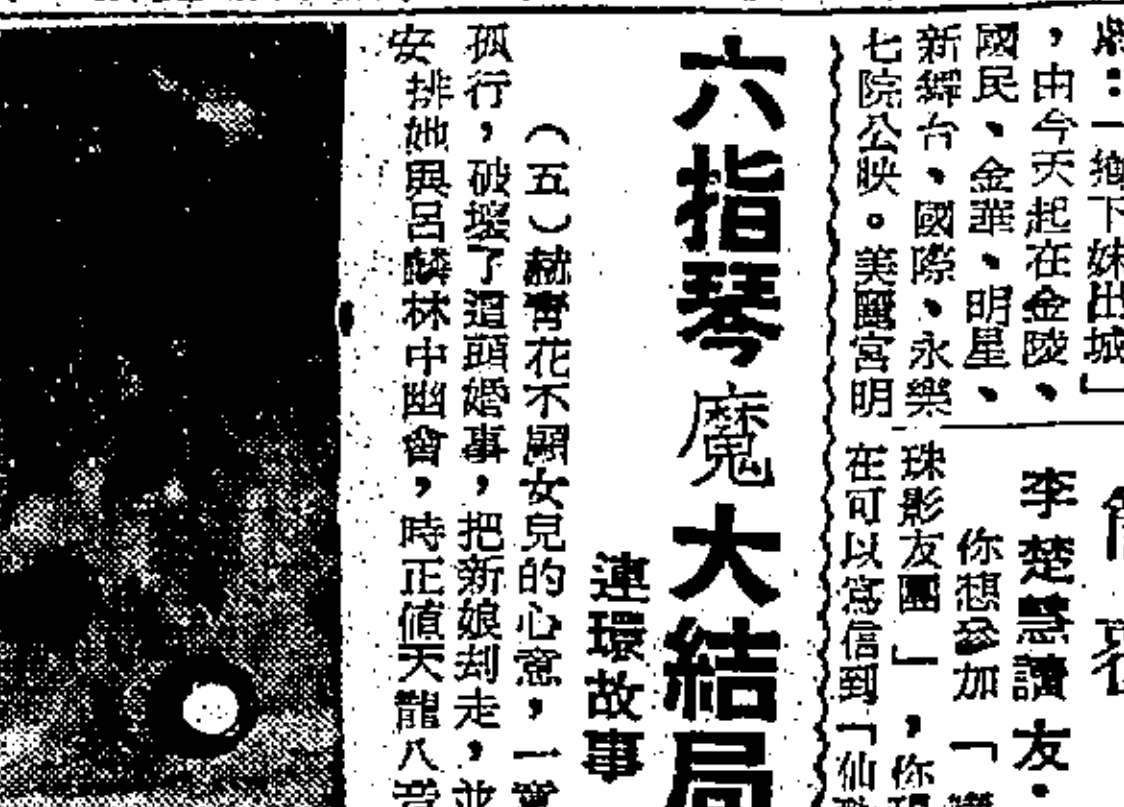 鄉下妹出城」
，由今天起在金陵、
國民、金華、明星、
新舞台、國際、永樂
七院公映。美麗宮明
李楚慧讀友：
你想參加「
珠影友團」，你
在可以寫信到「仙
六指琴魔大結局
連環故事
（五）赫青花不顧女兒的心意，一
孤行，破壞了這頭婚事，把新娘刦走，並
安排她與呂麟林中幽會，時正値天龍八